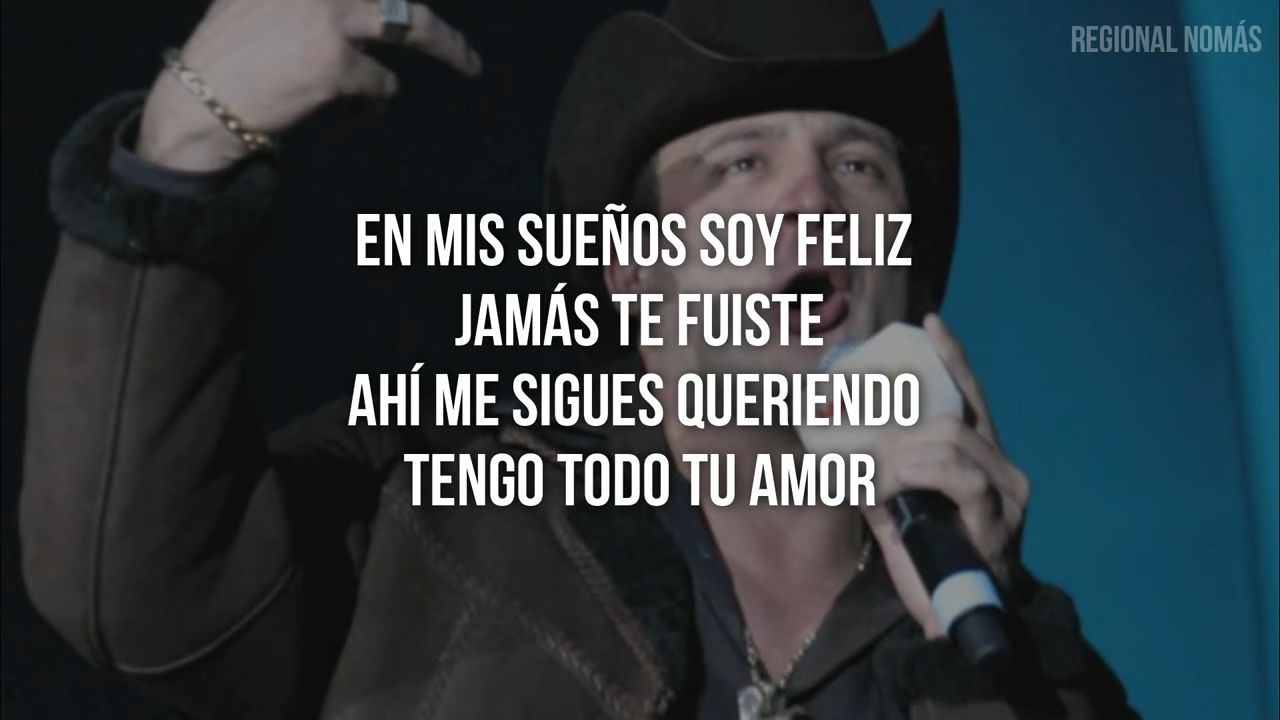 REGIONAL NOMÁS
EN MIS SUEÑOS SOY FELIZ
JAMÁS TE FUISTE
AHÍ ME SIGUES QUERIENDO
TENGO TODO TU AMOR